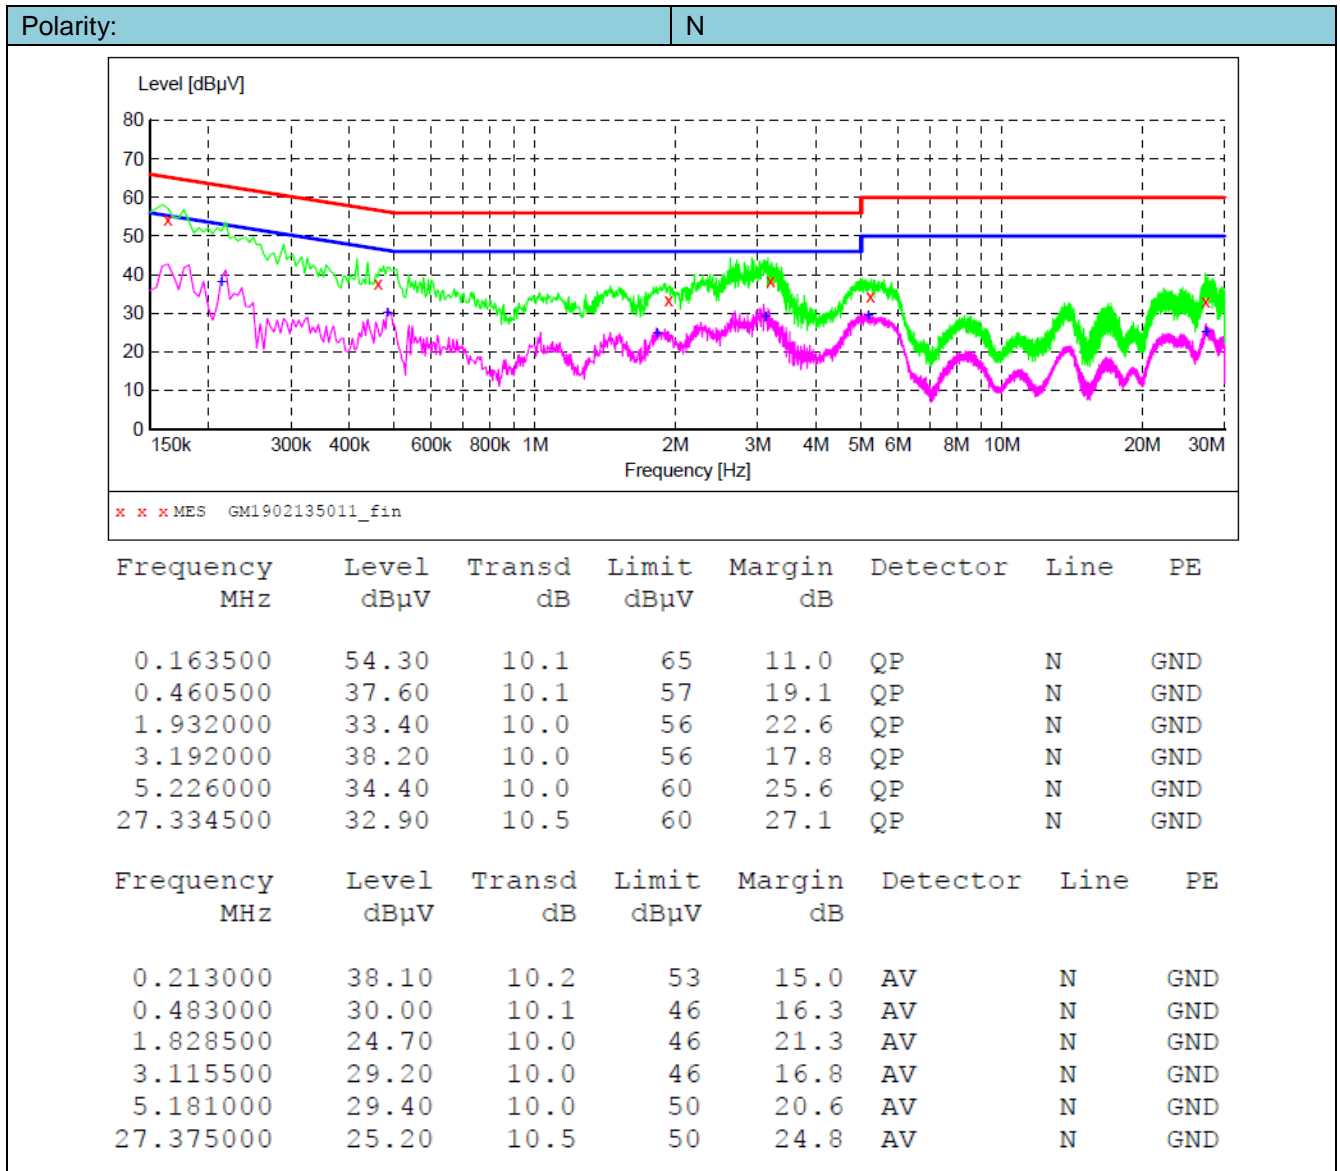 Polarity: N
Level [dBµV]
80
70
60
50
40
30
20
10
0
150k 300k 400k 600k 800k 1M 2M 3M 4M 5M 6M 8M 10M 20M 30M
Frequency [Hz]
x x x MES GM1902135011_fin
Frequency Level Transd Limit Margin Detector Line PE
MHz dBµV dB dBµV dB
0.163500 54.30 10.1 65 11.0 QP N GND
0.460500 37.60 10.1 57 19.1 QP N GND
1.932000 33.40 10.0 56 22.6 QP N GND
3.192000 38.20 10.0 56 17.8 QP N GND
5.226000 34.40 10.0 60 25.6 QP N GND
27.334500 32.90 10.5 60 27.1 QP N GND
Frequency Level Transd Limit Margin Detector Line PE
MHz dBµV dB dBµV dB
0.213000 38.10 10.2 53 15.0 AV N GND
0.483000 30.00 10.1 46 16.3 AV N GND
1.828500 24.70 10.0 46 21.3 AV N GND
3.115500 29.20 10.0 46 16.8 AV N GND
5.181000 29.40 10.0 50 20.6 AV N GND
27.375000 25.20 10.5 50 24.8 AV N GND